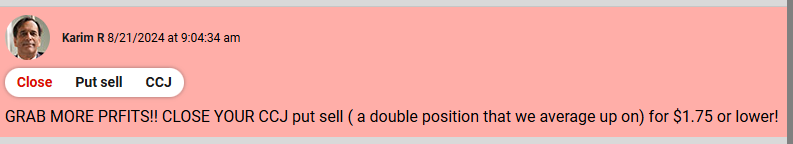 Karim R 8/21/2024 at 9:04:34 am
Close Put sell CCJ
GRAB MORE PRFITS!! CLOSE YOUR CCJ put sell ( a double position that we average up on) for $1.75 or lower!